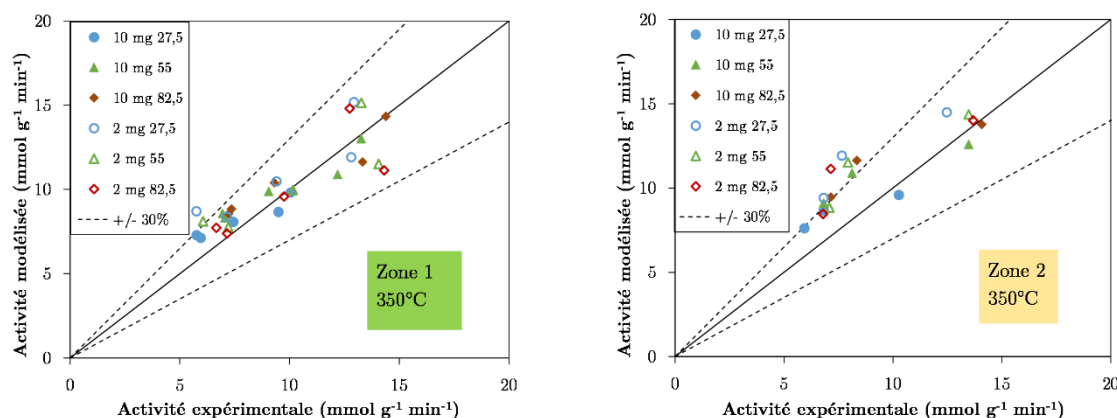 Activité modélisée (mmol g⁻¹ min⁻¹)
20
15
10
5
0
10 mg 27,5
10 mg 55
10 mg 82,5
2 mg 27,5
2 mg 55
2 mg 82,5
+/- 30%
Zone 1
350°C
0
5
10
15
20
Activité expérimentale (mmol g⁻¹ min⁻¹)
Activité modélisée (mmol g⁻¹ min⁻¹)
20
15
10
5
0
10 mg 27,5
10 mg 55
10 mg 82,5
2 mg 27,5
2 mg 55
2 mg 82,5
+/- 30%
Zone 2
350°C
0
5
10
15
20
Activité expérimentale (mmol g⁻¹ min⁻¹)